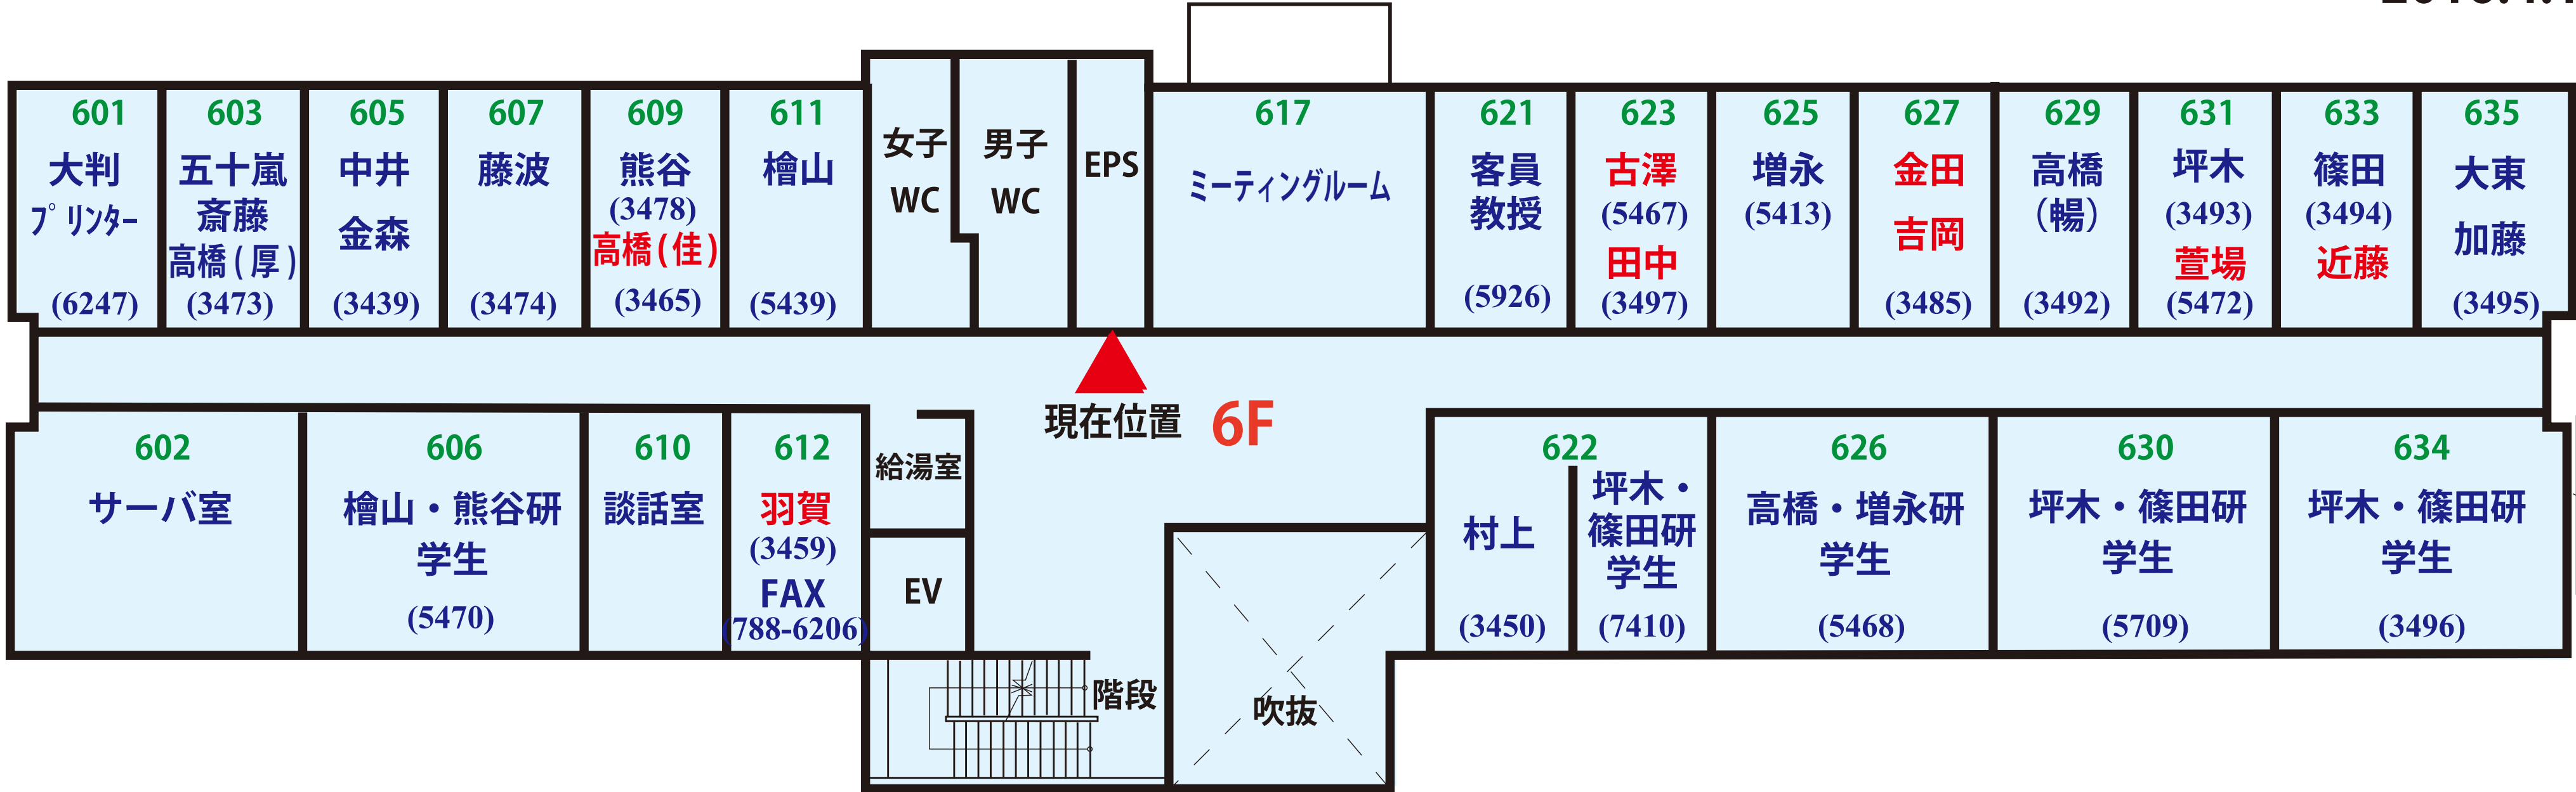 601
大判
プリンター
(6247)
603
五十嵐
斎藤
高橋(厚)
(3473)
605
中井
金森
(3439)
607
藤波
(3474)
609
熊谷
(3478)
高橋(佳)
(3465)
611
檜山
(5439)
女子
WC
男子
WC
EPS
617
ミーティングルーム
621
客員
教授
(5926)
623
古澤
(5467)
田中
(3497)
625
増永
(5413)
627
金田
吉岡
(3485)
629
高橋
(暢)
(3492)
631
坪木
(3493)
萱場
(5472)
633
篠田
(3494)
近藤
635
大東
加藤
(3495)
現在位置 6F
602
サーバ室
606
檜山・熊谷研
学生
(5470)
610
談話室
612
羽賀
(3459)
FAX
(788-6206)
給湯室
EV
階段
吹抜
622
村上
(3450)
坪木・
篠田研
学生
(7410)
626
高橋・増永研
学生
(5468)
630
坪木・篠田研
学生
(5709)
634
坪木・篠田研
学生
(3496)